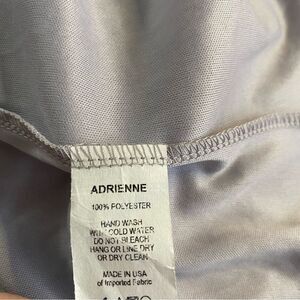 ADRIENNE
100% POLYESTER
HAND WASH
WITH COLD WATER
DO NOT BLEACH
HANG OR LINE DRY
OR DRY CLEAN
MADE IN USA
of Imported Fabric